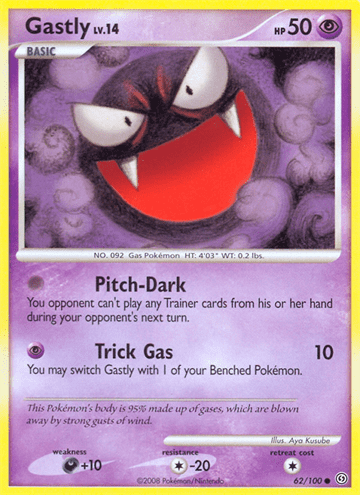 Gastly LV.14 HP 50
BASIC
NO. 092 Gas Pokémon HT: 4'03" WT: 0.2 lbs.
Pitch-Dark
You opponent can't play any Trainer cards from his or her hand
during your opponent's next turn.
Trick Gas 10
You may switch Gastly with 1 of your Benched Pokémon.
This Pokémon's body is 95% made up of gases, which are blown
away by strong gusts of wind.
Illus. Aya Kusube
weakness resistance retreat cost
+10 -20
©2008 Pokémon/Nintendo 62/100